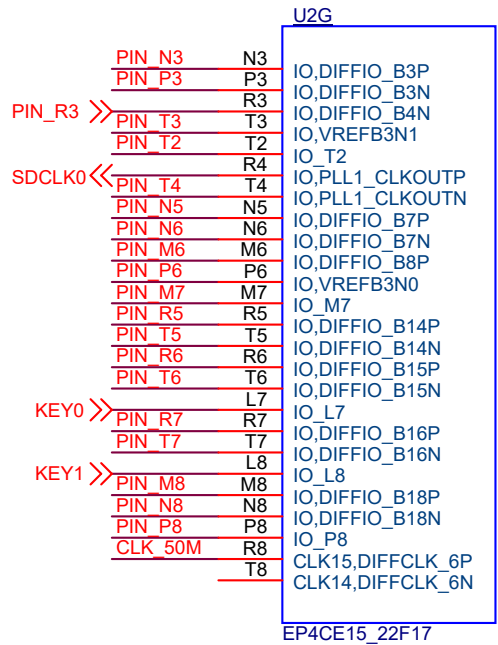 U2G
PIN_N3 N3 IO,DIFFIO_B3P
PIN_P3 P3 IO,DIFFIO_B3N
PIN_R3 R3 IO,DIFFIO_B4N
PIN_T3 T3 IO,VREFB3N1
PIN_T2 T2 IO_T2
SDCLK0 R4 IO,PLL1_CLKOUTP
PIN_T4 T4 IO,PLL1_CLKOUTN
PIN_N5 N5 IO,DIFFIO_B7P
PIN_N6 N6 IO,DIFFIO_B7N
PIN_M6 M6 IO,DIFFIO_B8P
PIN_P6 P6 IO,VREFB3N0
PIN_M7 M7 IO_M7
PIN_R5 R5 IO,DIFFIO_B14P
PIN_T5 T5 IO,DIFFIO_B14N
PIN_R6 R6 IO,DIFFIO_B15P
PIN_T6 T6 IO,DIFFIO_B15N
KEY0 L7 IO_L7
PIN_R7 R7 IO,DIFFIO_B16P
PIN_T7 T7 IO,DIFFIO_B16N
KEY1 L8 IO_L8
PIN_M8 M8 IO,DIFFIO_B18P
PIN_N8 N8 IO,DIFFIO_B18N
PIN_P8 P8 IO_P8
CLK_50M R8 CLK15,DIFFCLK_6P
T8 CLK14,DIFFCLK_6N
EP4CE15_22F17